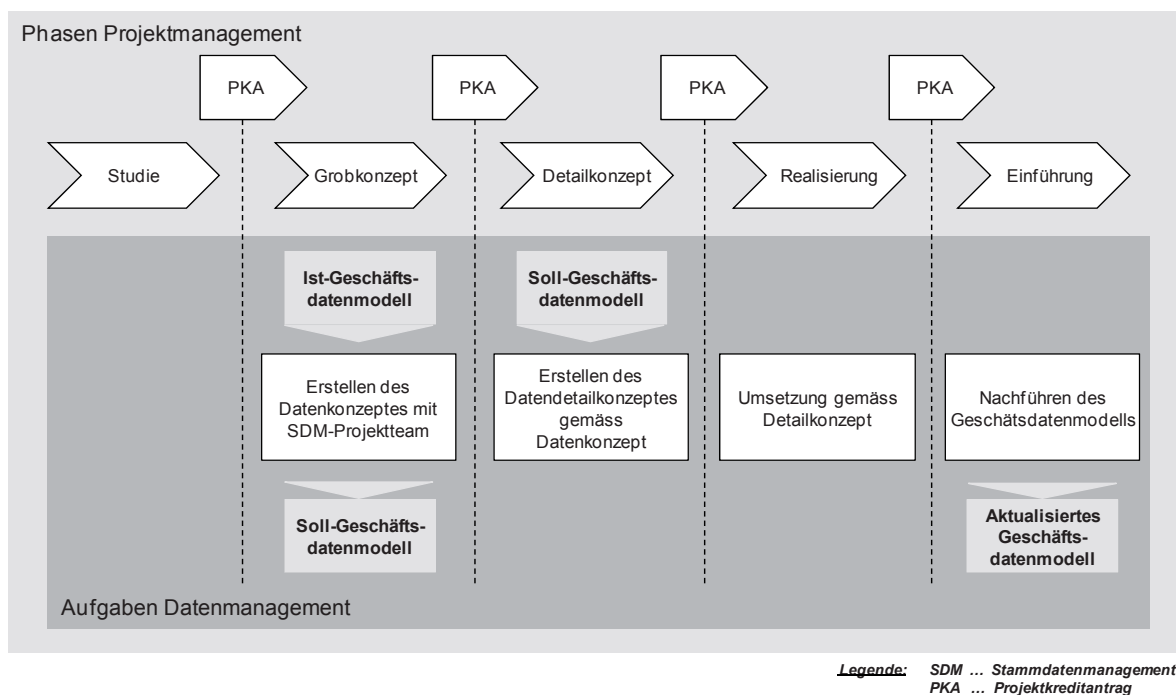 Phasen Projektmanagement
PKA
PKA
PKA
PKA
Studie
Grobkonzept
Detailkonzept
Realisierung
Einführung
Ist-Geschäfts-
datenmodell
Soll-Geschäfts-
datenmodell
Erstellen des
Datenkonzeptes mit
SDM-Projektteam
Erstellen des
Datendetailkonzeptes
gemäss
Datenkonzept
Umsetzung gemäss
Detailkonzept
Nachführen des
Geschätsdatenmodells
Soll-Geschäfts-
datenmodell
Aktualisiertes
Geschäfts-
datenmodell
Aufgaben Datenmanagement
Legende: SDM ... Stammdatenmanagement
PKA ... Projektkreditantrag